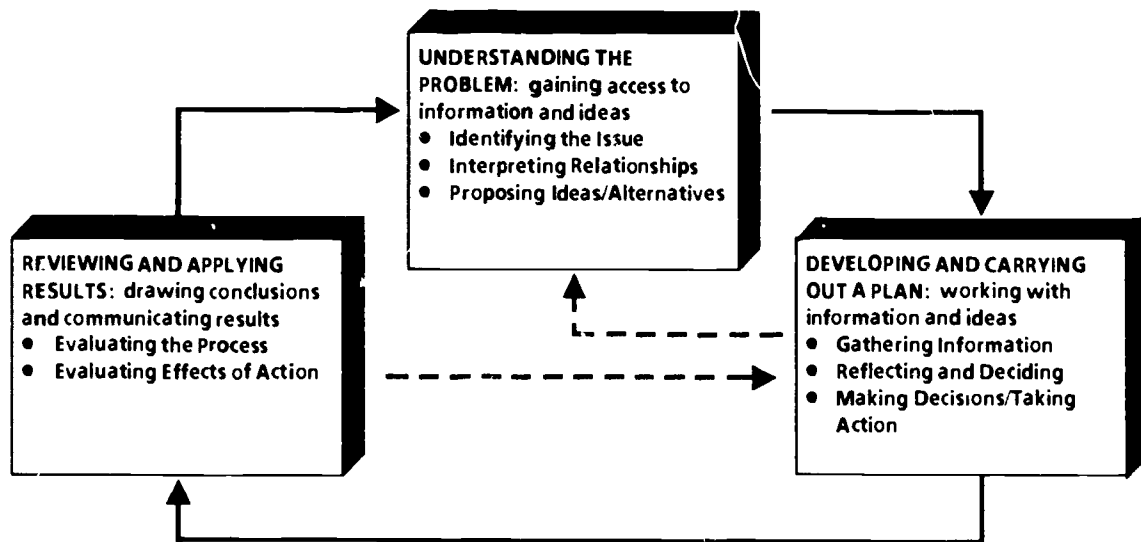 UNDERSTANDING THE
PROBLEM: gaining access to
information and ideas
● Identifying the Issue
● Interpreting Relationships
● Proposing Ideas/Alternatives
REVIEWING AND APPLYING
RESULTS: drawing conclusions
and communicating results
● Evaluating the Process
● Evaluating Effects of Action
DEVELOPING AND CARRYING
OUT A PLAN: working with
information and ideas
● Gathering Information
● Reflecting and Deciding
● Making Decisions/Taking
Action